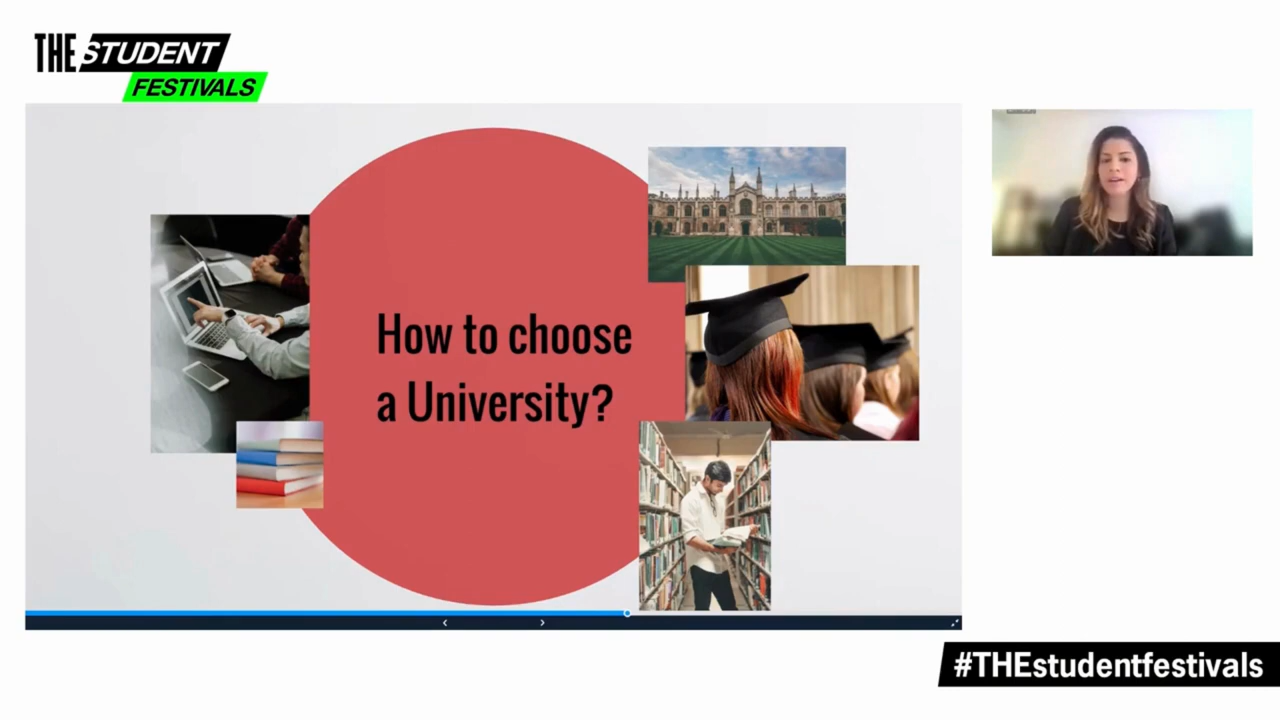 THE STUDENT
FESTIVALS
How to choose
a University?
#THEstudentfestivals